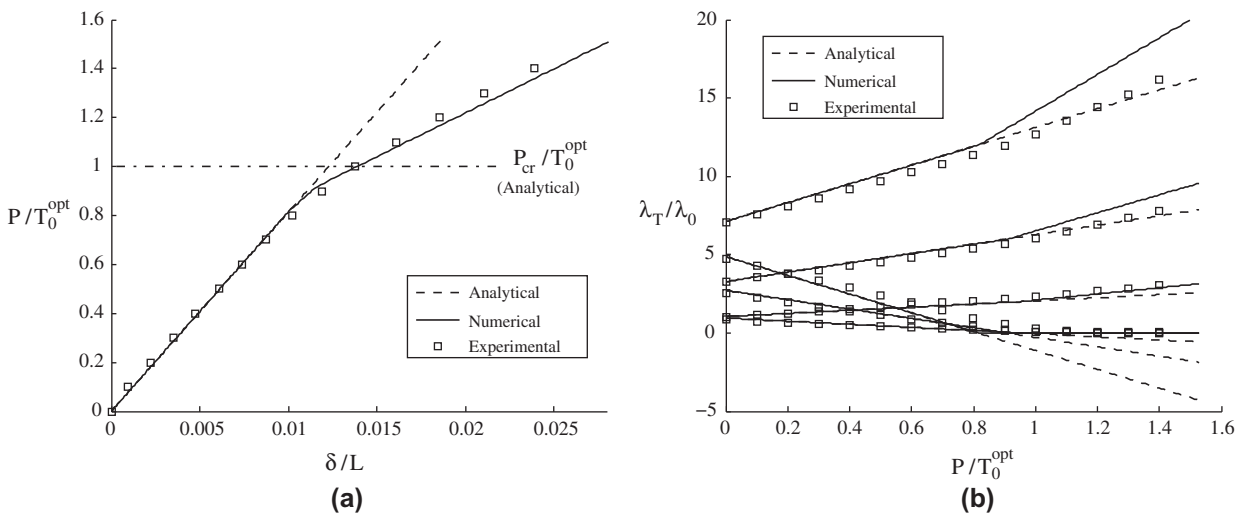 1.6
1.4
1.2
1
0.8
0.6
0.4
0.2
0
P/T₀ᵒᵖᵗ
P_cr/T₀ᵒᵖᵗ
(Analytical)
Analytical
Numerical
Experimental
0 0.005 0.01 0.015 0.02 0.025
δ/L
(a)
20
15
10
5
0
−5
λ_T/λ₀
Analytical
Numerical
Experimental
0 0.2 0.4 0.6 0.8 1 1.2 1.4 1.6
P/T₀ᵒᵖᵗ
(b)